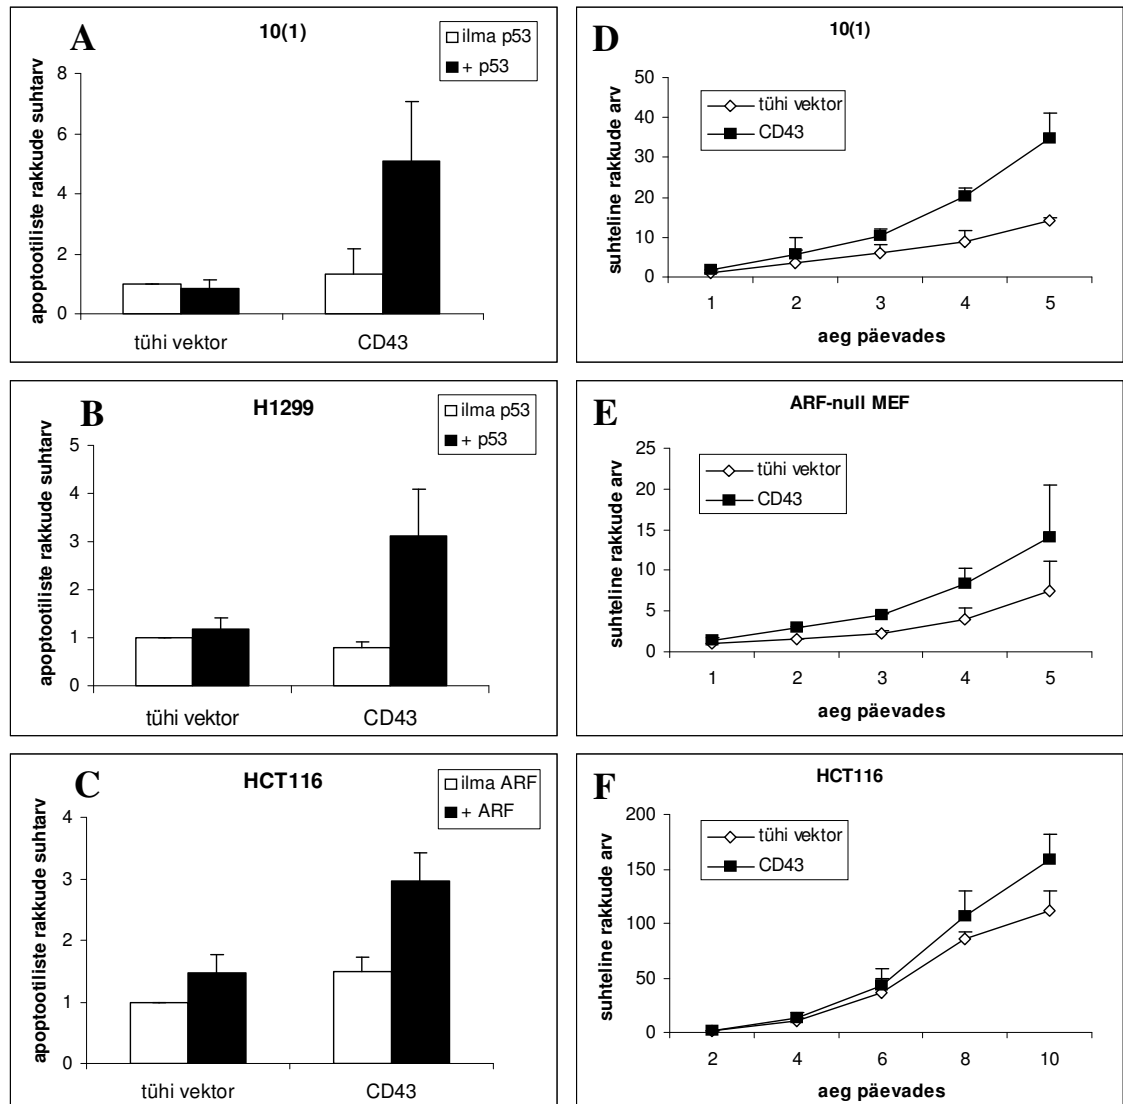 A
10(1)
ilma p53
+ p53
apoptootiliste rakkude suhtarv
8
6
4
2
0
tühi vektor
CD43
D
10(1)
tühi vektor
CD43
suhteline rakkude arv
50
40
30
20
10
0
1 2 3 4 5
aeg päevades
B
H1299
ilma p53
+ p53
apoptootiliste rakkude suhtarv
5
4
3
2
1
0
tühi vektor
CD43
E
ARF-null MEF
tühi vektor
CD43
suhteline rakkude arv
25
20
15
10
5
0
1 2 3 4 5
aeg päevades
C
HCT116
ilma ARF
+ ARF
apoptootiliste rakkude suhtarv
4
3
2
1
0
tühi vektor
CD43
F
HCT116
tühi vektor
CD43
suhteline rakkude arv
200
150
100
50
0
2 4 6 8 10
aeg päevades